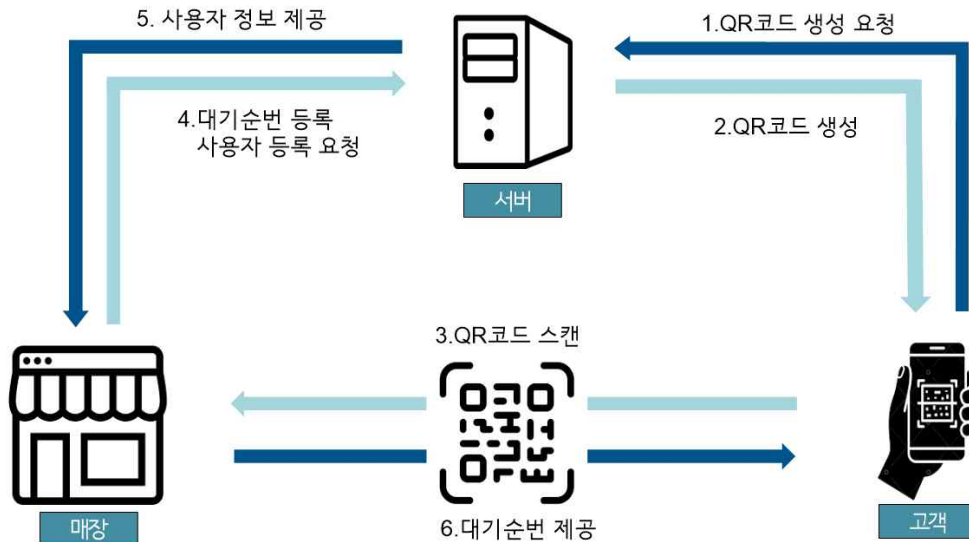 5. 사용자 정보 제공
1.QR코드 생성 요청
4.대기순번 등록
사용자 등록 요청
2.QR코드 생성
서버
3.QR코드 스캔
매장
6.대기순번 제공
고객